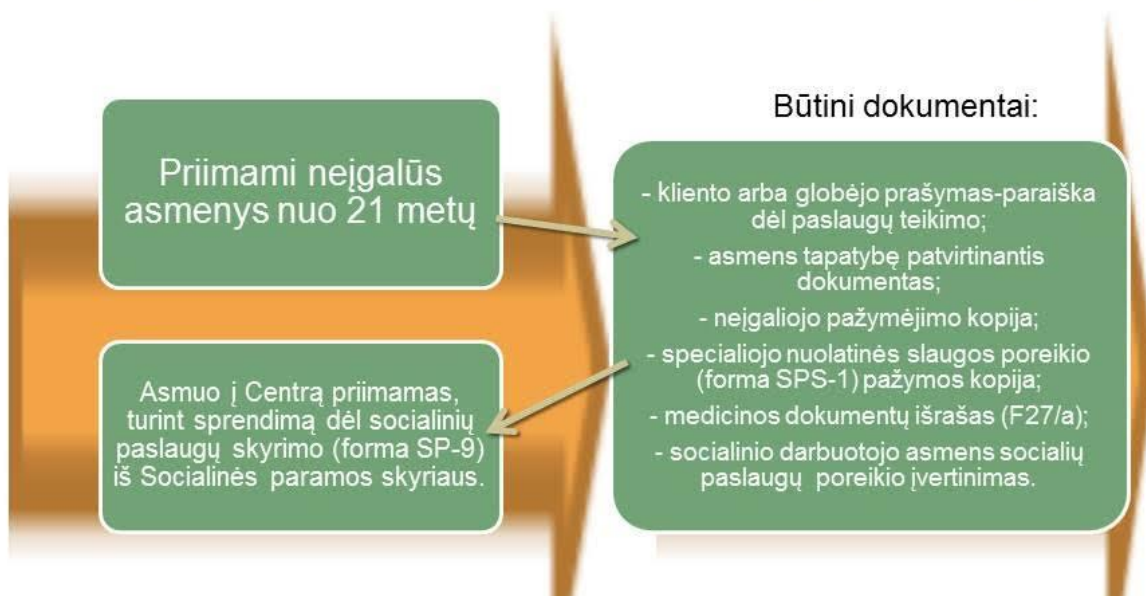 Priimami neįgalūs
asmenys nuo 21 metų
Būtini dokumentai:
- kliento arba globėjo prašymas-paraiška
dėl paslaugų teikimo;
- asmens tapatybę patvirtinantis
dokumentas;
- neįgaliojo pažymėjimo kopija;
- specialiojo nuolatinės slaugos poreikio
(forma SPS-1) pažymos kopija;
- medicinos dokumentų išrašas (F27/a);
- socialinio darbuotojo asmens socialių
paslaugų poreikio įvertinimas.
Asmuo į Centrą priimamas,
turint sprendimą dėl socialinių
paslaugų skyrimo (forma SP-9)
iš Socialinės paramos skyriaus.